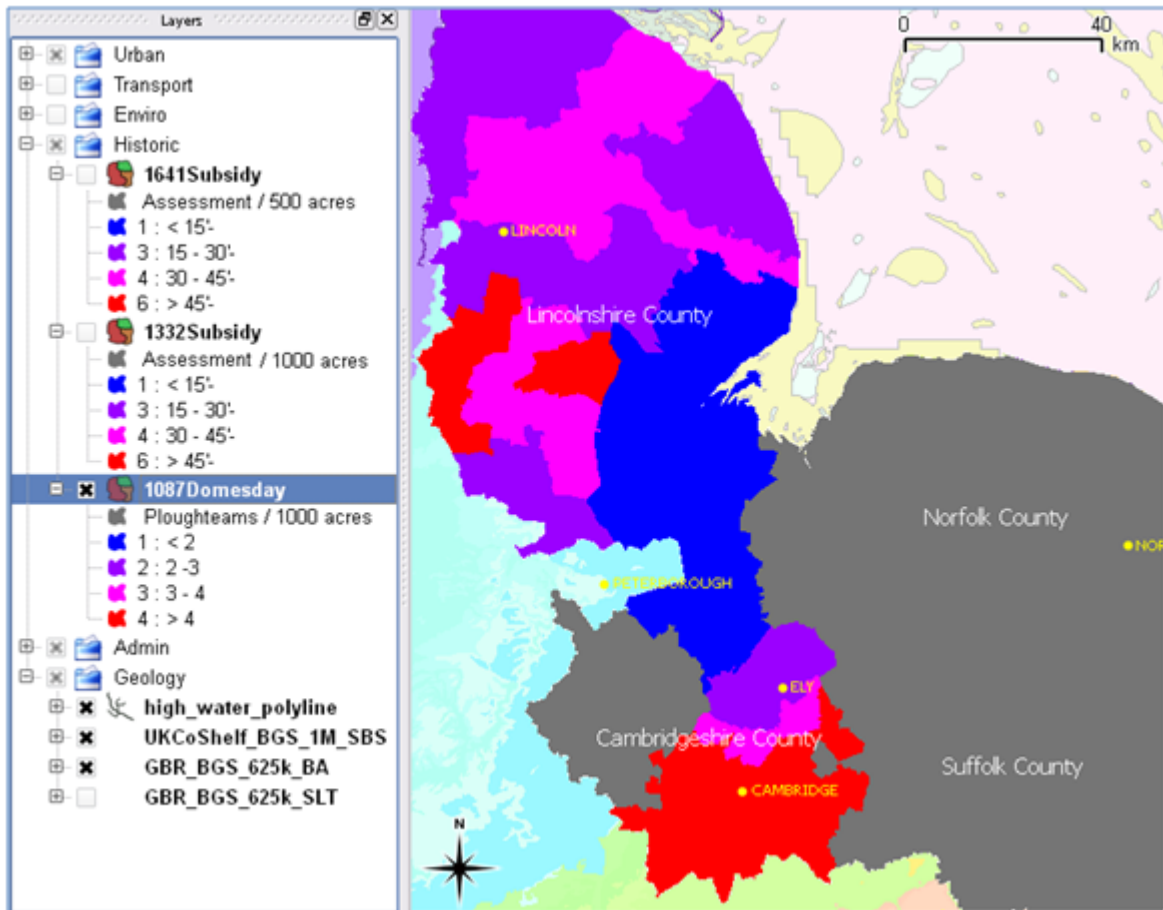 Layers
Urban
Transport
Enviro
Historic
1641Subsidy
Assessment / 500 acres
1 : < 15'-
3 : 15 - 30'-
4 : 30 - 45'-
6 : > 45'-
1332Subsidy
Assessment / 1000 acres
1 : < 15'-
3 : 15 - 30'-
4 : 30 - 45'-
6 : > 45'-
1087Domesday
Ploughteams / 1000 acres
1 : < 2
2 : 2 -3
3 : 3 - 4
4 : > 4
Admin
Geology
high_water_polyline
UKCoShelf_BGS_1M_SBS
GBR_BGS_625k_BA
GBR_BGS_625k_SLT
0 40
km
LINCOLN
Lincolnshire County
Norfolk County
NOR
PETERBOROUGH
ELY
Cambridgeshire County
Suffolk County
CAMBRIDGE
N